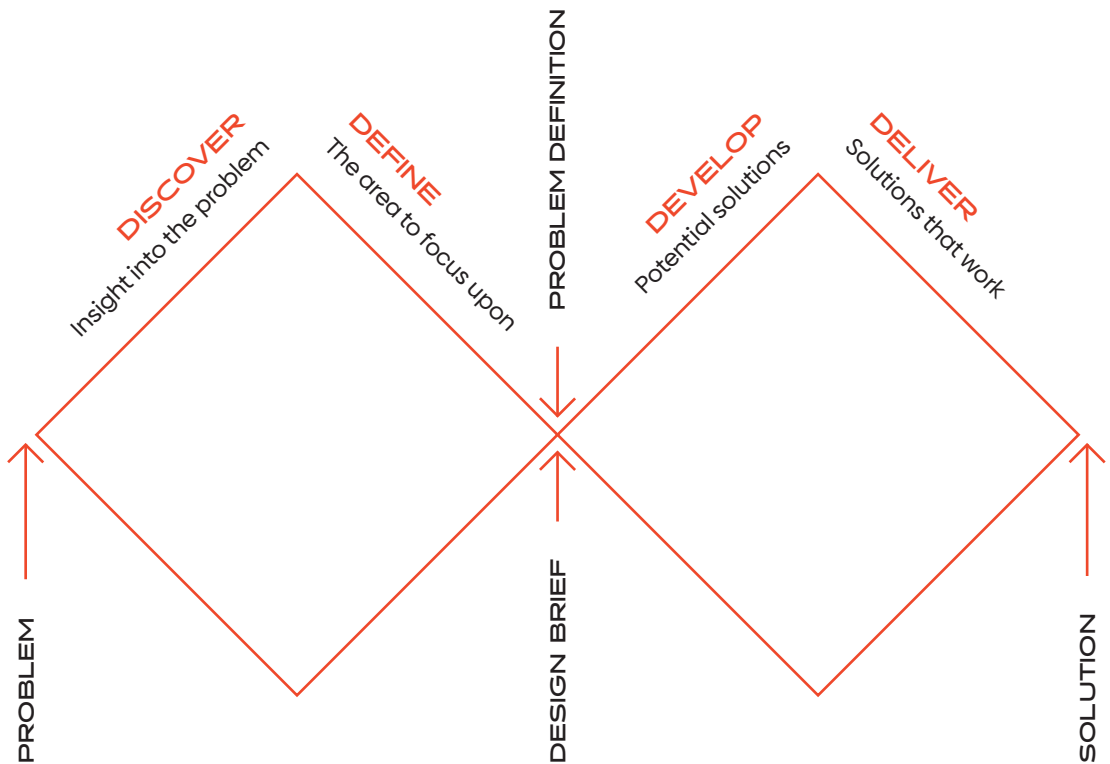 DISCOVER
Insight into the problem
DEFINE
The area to focus upon
PROBLEM DEFINITION
DEVELOP
Potential solutions
DELIVER
Solutions that work
PROBLEM
DESIGN BRIEF
SOLUTION